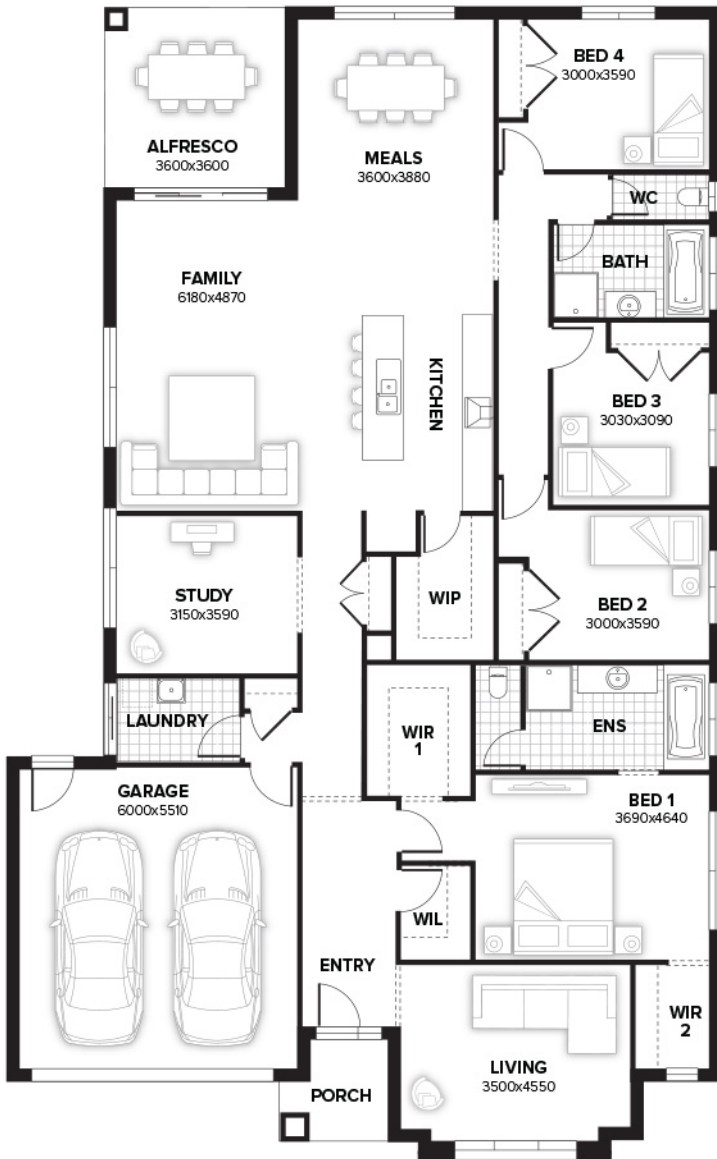 BED 4
3000x3590
ALFRESCO
3600x3600
MEALS
3600x3880
WC
BATH
FAMILY
6180x4870
KITCHEN
BED 3
3030x3090
STUDY
3150x3590
WIP
BED 2
3000x3590
LAUNDRY
WIR
1
ENS
GARAGE
6000x5510
BED 1
3690x4640
WIL
ENTRY
WIR
2
LIVING
3500x4550
PORCH